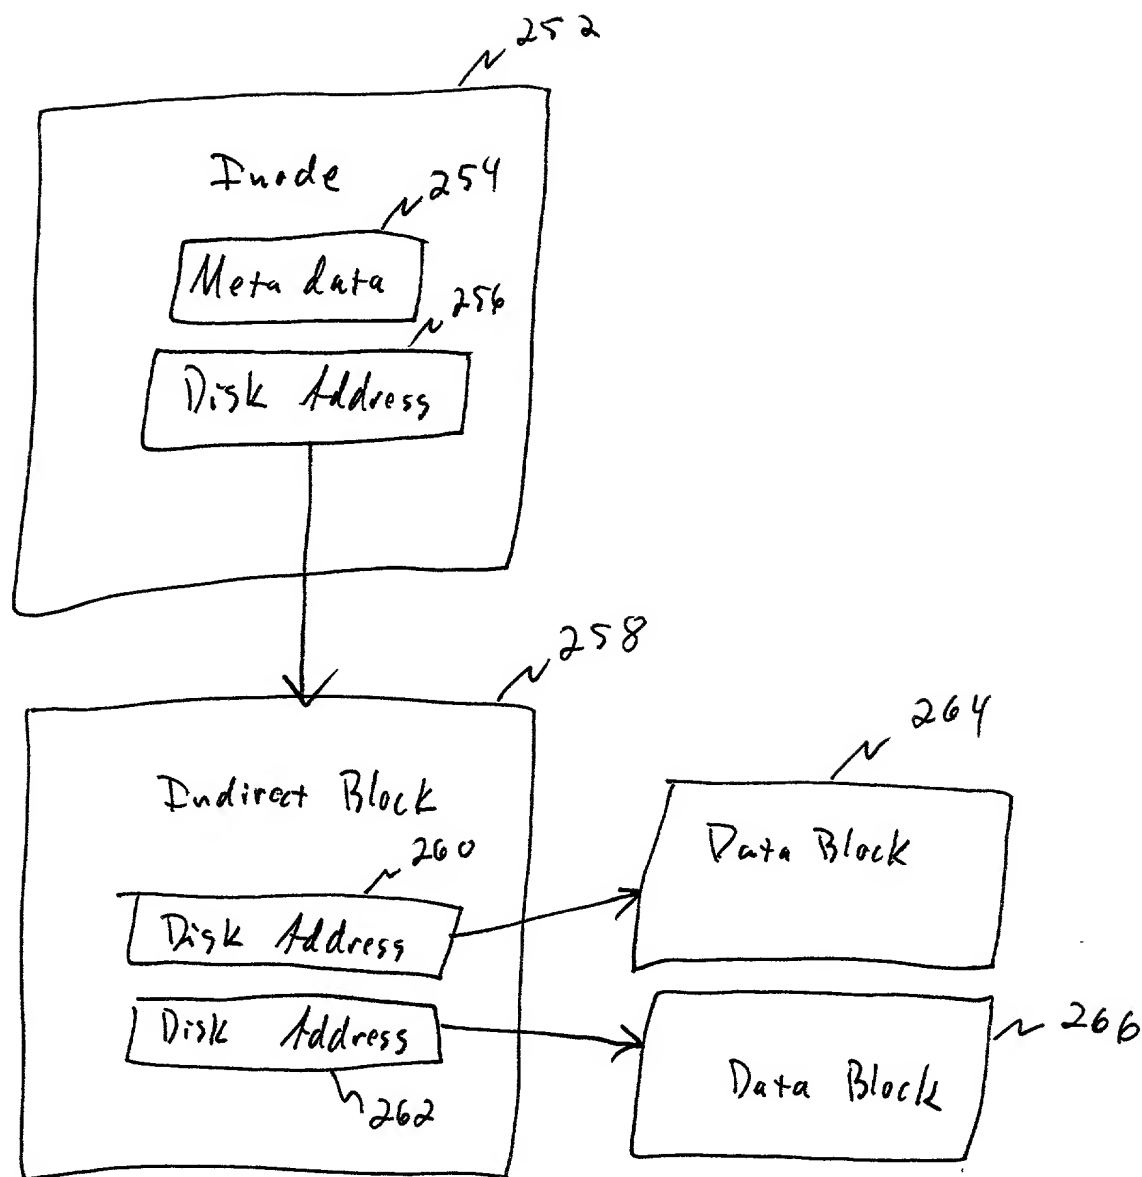 252
Inode
254
Meta data
256
Disk Address
258
Indirect Block
260
Disk Address
Disk Address
262
264
Data Block
266
Data Block